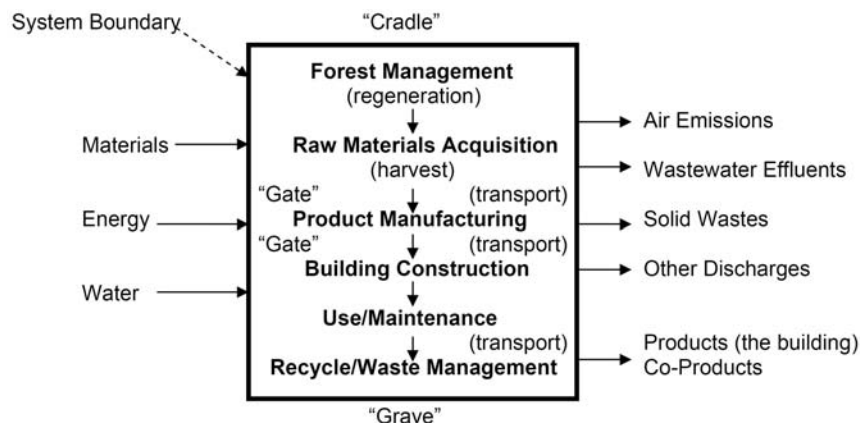 System Boundary
“Cradle”
Forest Management
(regeneration)
Air Emissions
Materials
Raw Materials Acquisition
(harvest)
Wastewater Effluents
“Gate” (transport)
Energy
Product Manufacturing
Solid Wastes
“Gate” (transport)
Building Construction
Other Discharges
Water
Use/Maintenance
(transport)
Products (the building)
Recycle/Waste Management
Co-Products
“Grave”